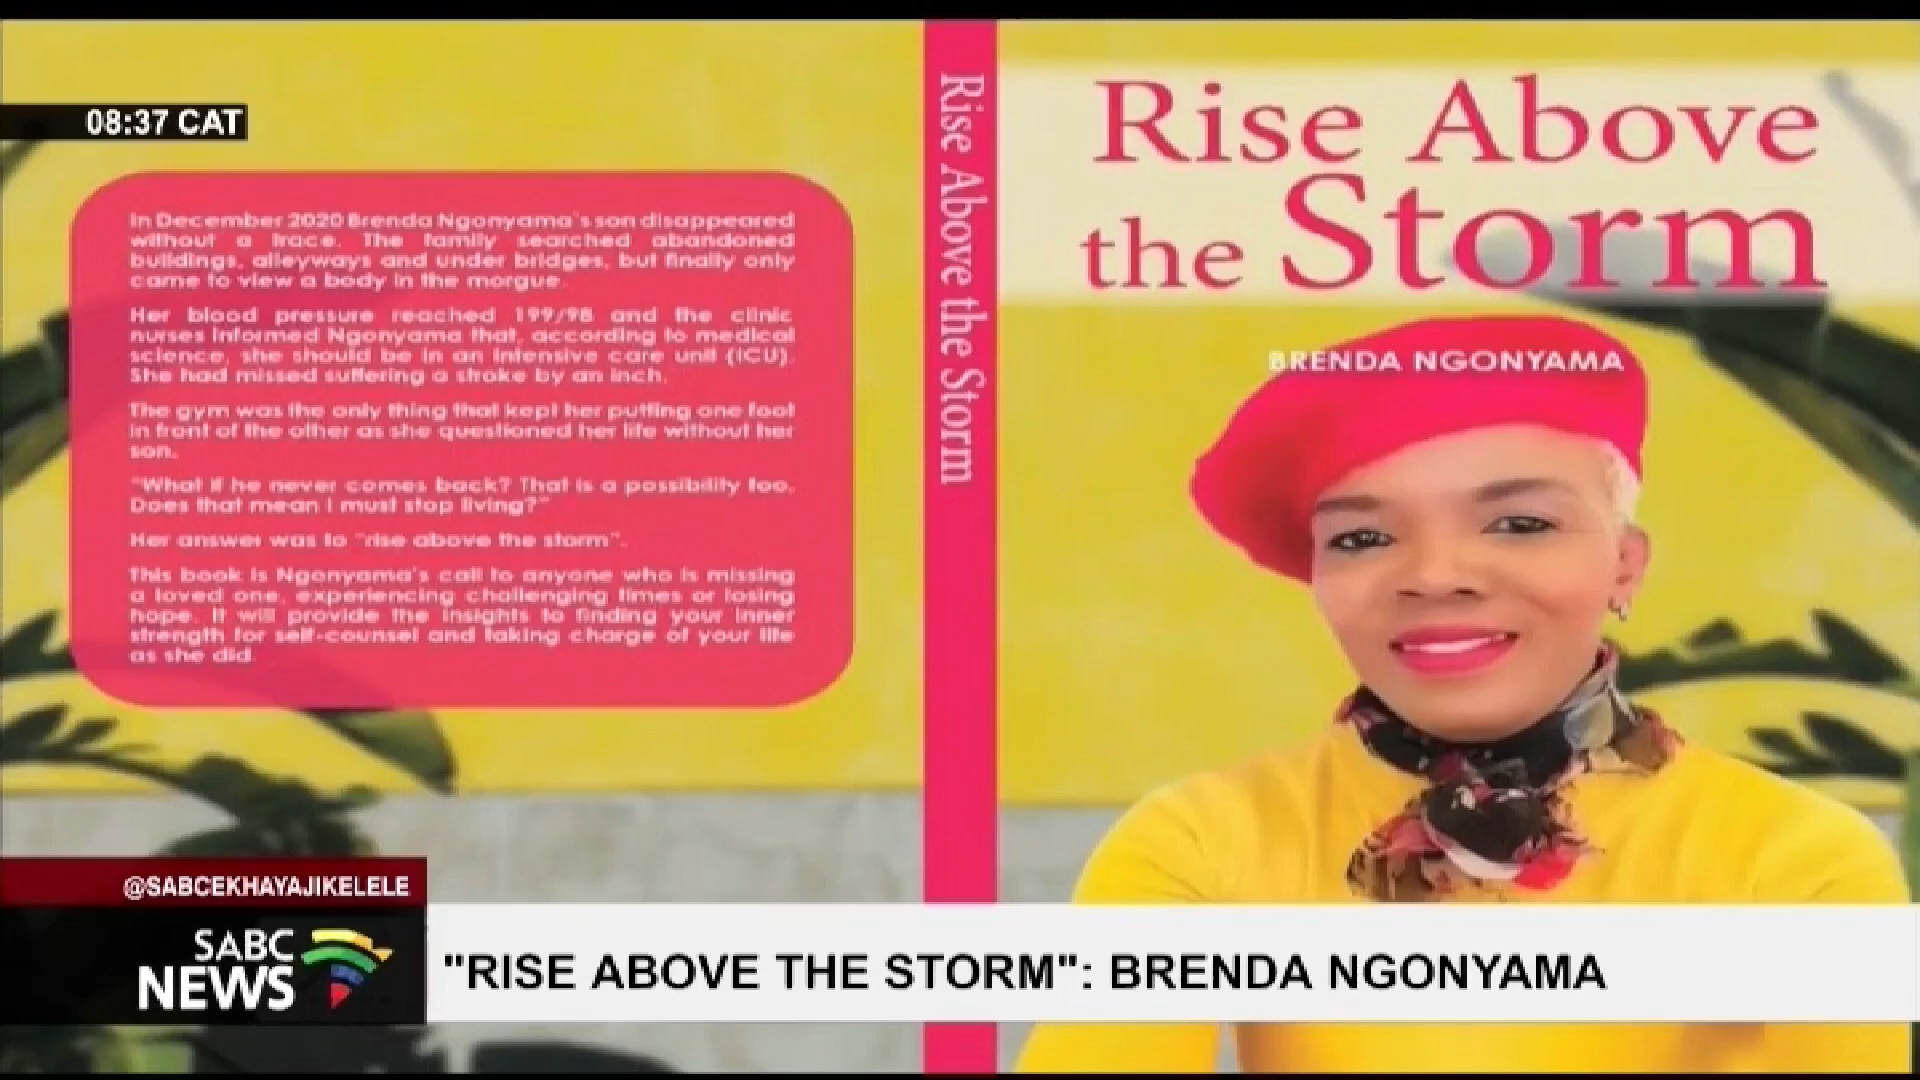 08:37 CAT
In December 2020 Brenda Ngonyama's son disappeared
without a trace. The family searched abandoned
buildings, alleyways and under bridges, but finally only
came to view a body in the morgue.
Her blood pressure reached 199/98 and the clinic
nurses informed Ngonyama that, according to medical
science, she should be in an intensive care unit (ICU).
She had missed suffering a stroke by an inch.
The gym was the only thing that kept her putting one foot
in front of the other as she questioned her life without her
son.
"What if he never comes back? That is a possibility too.
Does that mean I must stop living?"
Her answer was to "rise above the storm".
This book is Ngonyama's call to anyone who is missing
a loved one, experiencing challenging times or losing
hope. It will provide the insights to finding your inner
strength for self-counsel and taking charge of your life
as she did.
Rise Above the Storm
Rise Above
the Storm
BRENDA NGONYAMA
@SABCEKHAYAJIKELELE
SABC
NEWS
"RISE ABOVE THE STORM": BRENDA NGONYAMA